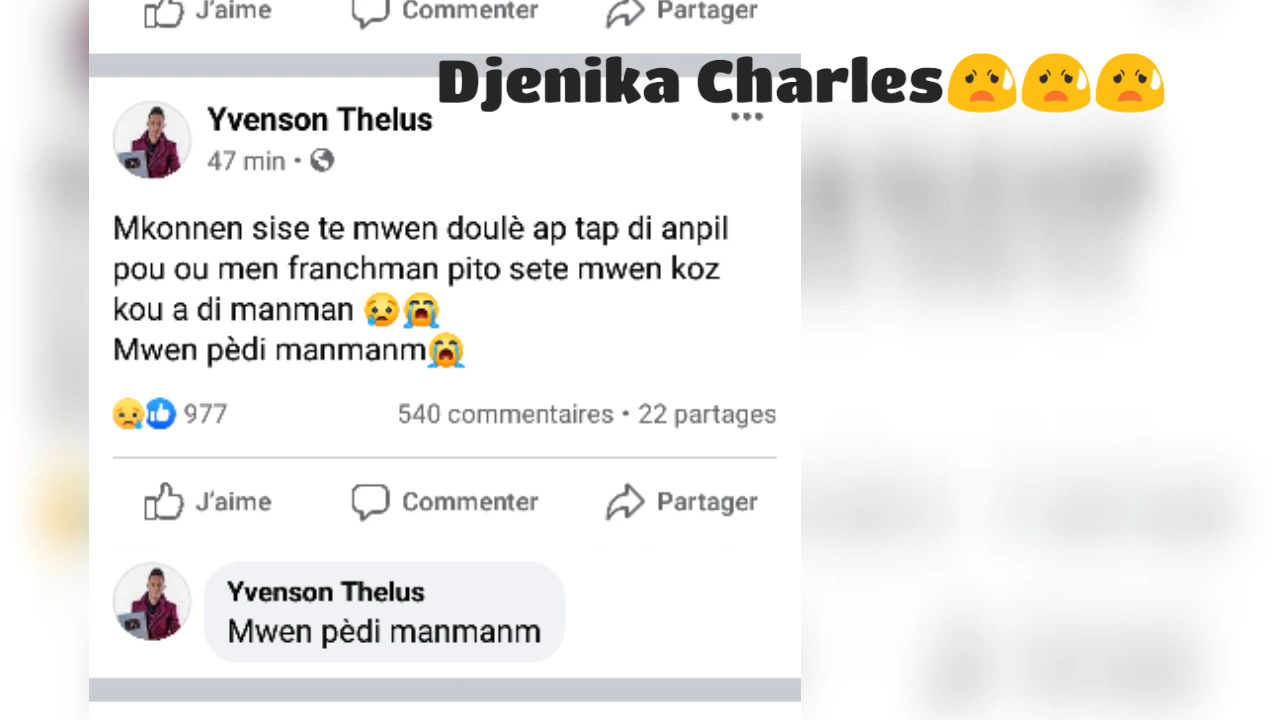 J'aime Commenter Partager
Djenika Charles😰😰😰
Yvenson Thelus
47 min •
Mkonnen sise te mwen doulè ap tap di anpil
pou ou men franchman pito sete mwen koz
kou a di manman 😢😭
Mwen pèdi manmanm😭
977 540 commentaires • 22 partages
J'aime Commenter Partager
Yvenson Thelus
Mwen pèdi manmanm